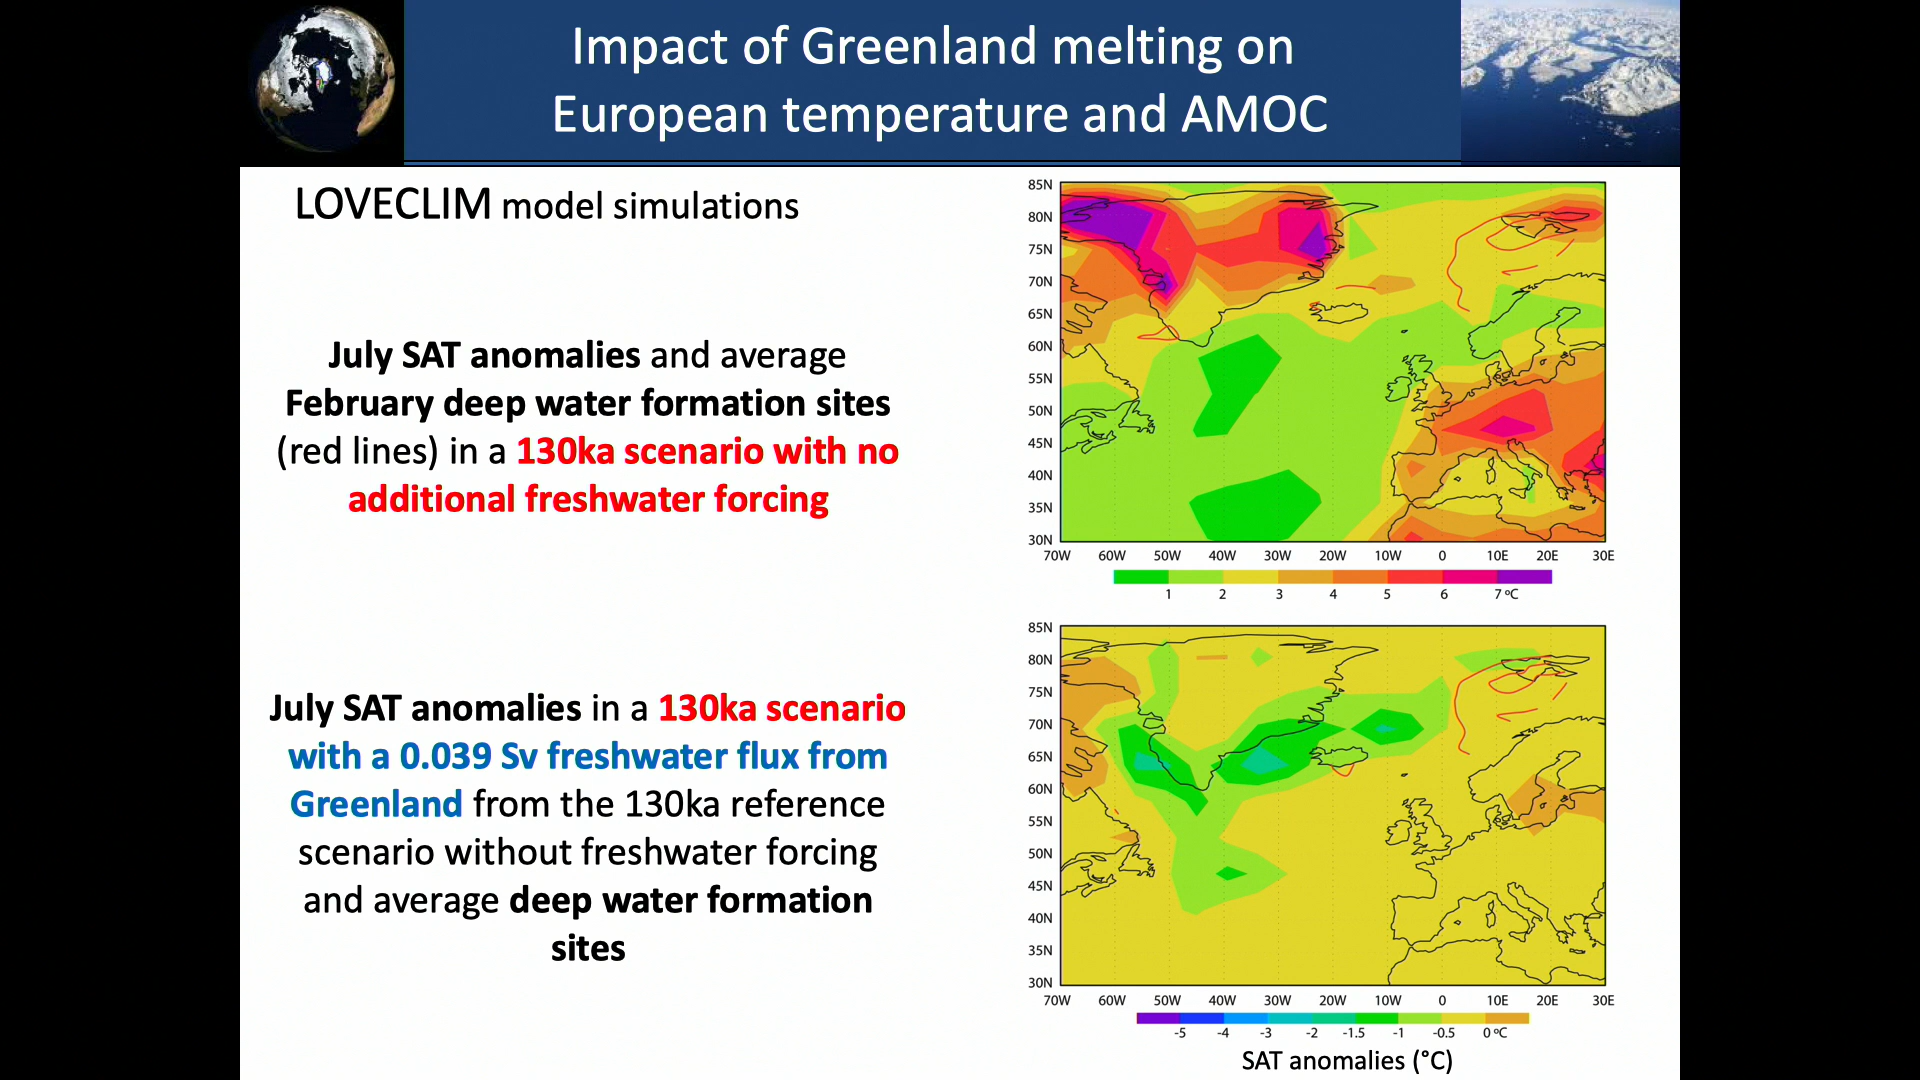 Impact of Greenland melting on
European temperature and AMOC
LOVECLIM model simulations
July SAT anomalies and average
February deep water formation sites
(red lines) in a 130ka scenario with no
additional freshwater forcing
85N
80N
75N
70N
65N
60N
55N
50N
45N
40N
35N
30N
70W 60W 50W 40W 30W 20W 10W 0 10E 20E 30E
1 2 3 4 5 6 7 ºC
July SAT anomalies in a 130ka scenario
with a 0.039 Sv freshwater flux from
Greenland from the 130ka reference
scenario without freshwater forcing
and average deep water formation
sites
85N
80N
75N
70N
65N
60N
55N
50N
45N
40N
35N
30N
70W 60W 50W 40W 30W 20W 10W 0 10E 20E 30E
-5 -4 -3 -2 -1.5 -1 -0.5 0 ºC
SAT anomalies (°C)